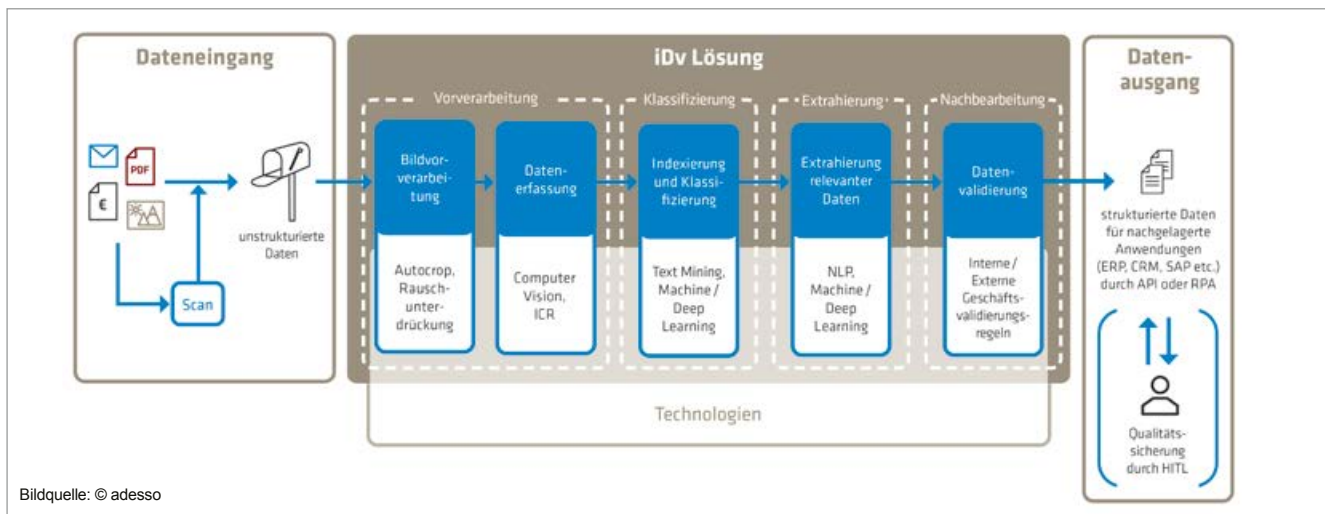 Dateneingang
PDF
€
Scan
unstrukturierte
Daten
iDv Lösung
Vorverarbeitung
Bildvor-
verarbei-
tung
Autocrop,
Rausch-
unter-
drückung
Daten-
erfassung
Computer
Vision,
ICR
Klassifizierung
Indexierung
und Klassi-
fizierung
Text Mining,
Machine /
Deep
Learning
Extrahierung
Extrahierung
relevanter
Daten
NLP,
Machine /
Deep
Learning
Nachbearbeitung
Daten-
validierung
Interne /
Externe
Geschäfts-
validierungs-
regeln
Technologien
Daten-
ausgang
strukturierte Daten
für nachgelagerte
Anwendungen
(ERP, CRM, SAP etc.)
durch API oder RPA
Qualitäts-
sicherung
durch HITL
Bildquelle: © adesso